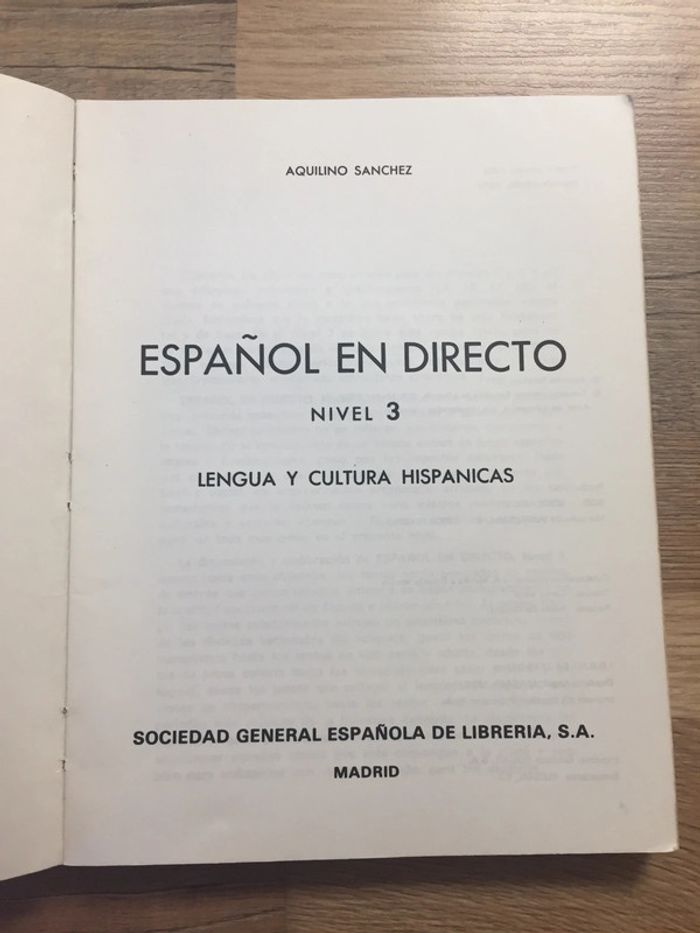 AQUILINO SANCHEZ
ESPAÑOL EN DIRECTO
NIVEL 3
LENGUA Y CULTURA HISPANICAS
SOCIEDAD GENERAL ESPAÑOLA DE LIBRERIA, S.A.
MADRID